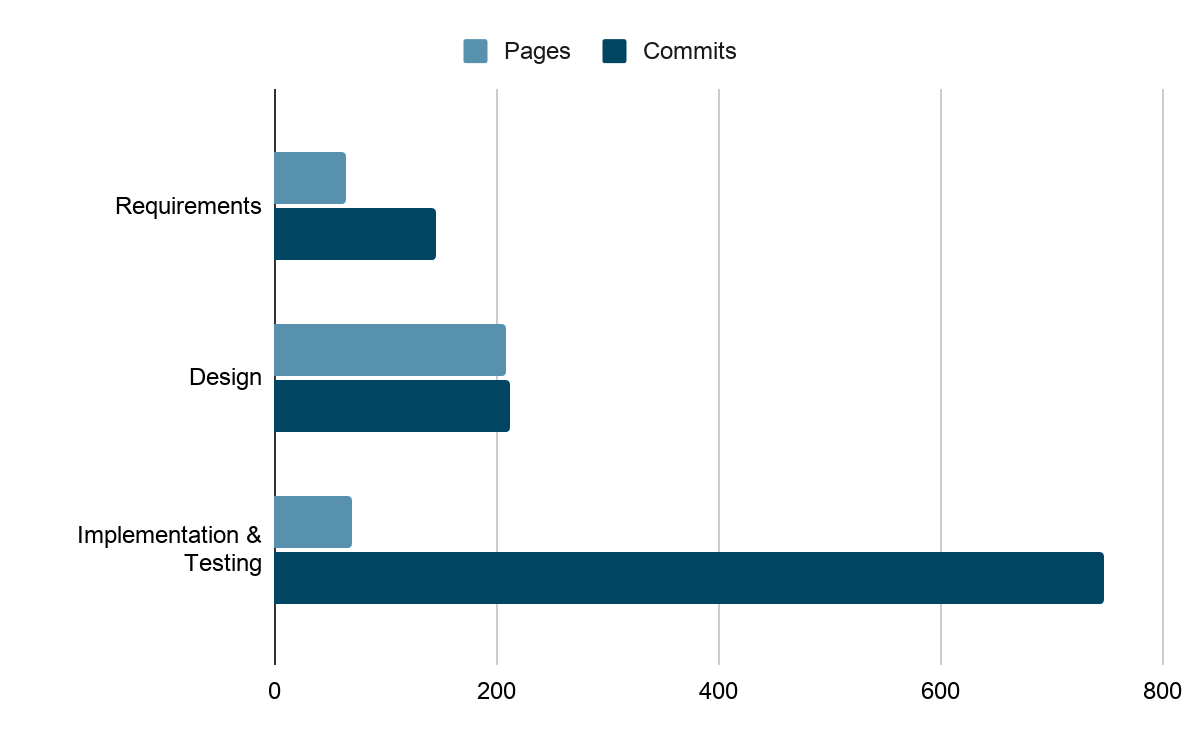 Pages Commits
Requirements
Design
Implementation &
Testing
0 200 400 600 800